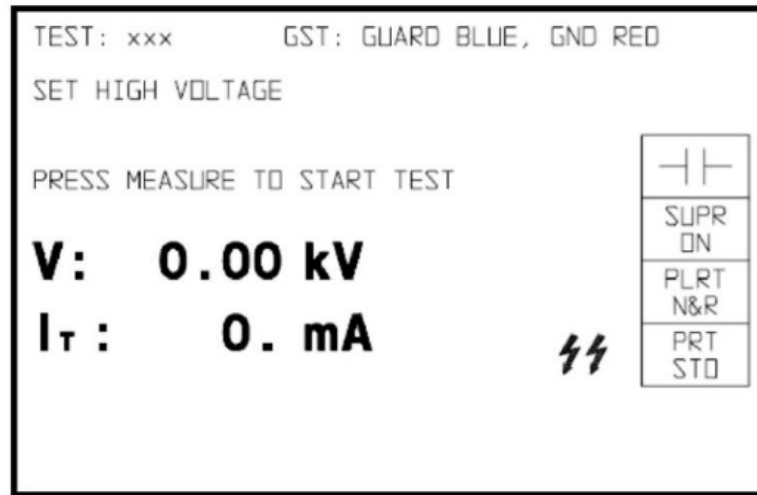 TEST: xxx GST: GUARD BLUE, GND RED
SET HIGH VOLTAGE
PRESS MEASURE TO START TEST
SUPR
ON
V: 0.00 kV
PLRT
N&R
IT: 0. mA
PRT
STO